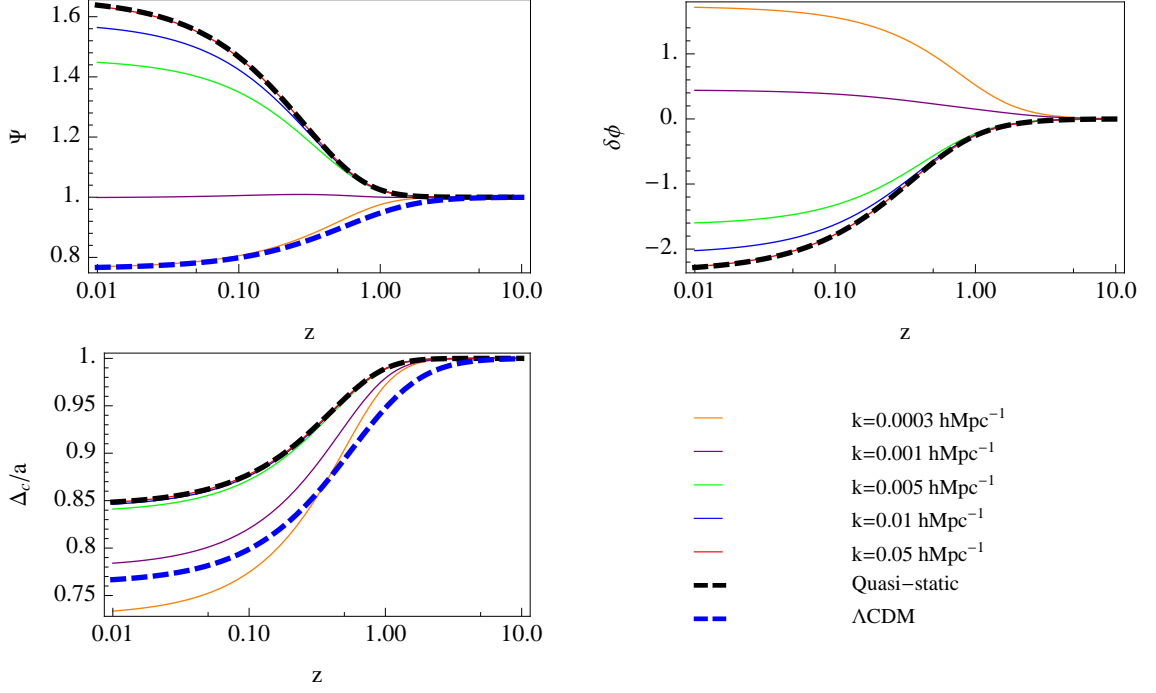 1.6
1.4
1.2
1.
0.8
Ψ
0.01 0.10 1.00 10.0
z
1.
0.
−1.
−2.
δϕ
0.01 0.10 1.00 10.0
z
1.
0.95
0.9
0.85
0.8
0.75
Δc/a
0.01 0.10 1.00 10.0
z
k=0.0003 hMpc⁻¹
k=0.001 hMpc⁻¹
k=0.005 hMpc⁻¹
k=0.01 hMpc⁻¹
k=0.05 hMpc⁻¹
Quasi−static
ΛCDM